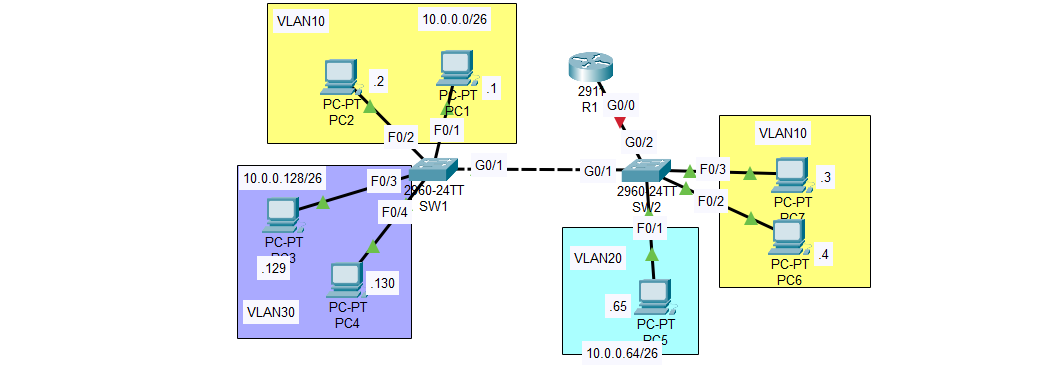 VLAN10
10.0.0.0/26
.2
.1
PC-PT
PC2
PC-PT
PC1
F0/2
F0/1
2911
R1
G0/0
G0/2
VLAN10
10.0.0.128/26
F0/3
F0/4
G0/1
G0/1
2960-24TT
SW1
2960-24TT
SW2
F0/3
F0/2
.3
PC-PT
PC7
.4
PC-PT
PC6
PC-PT
PC3
.129
.130
PC-PT
PC4
VLAN30
F0/1
VLAN20
.65
PC-PT
PC5
10.0.0.64/26